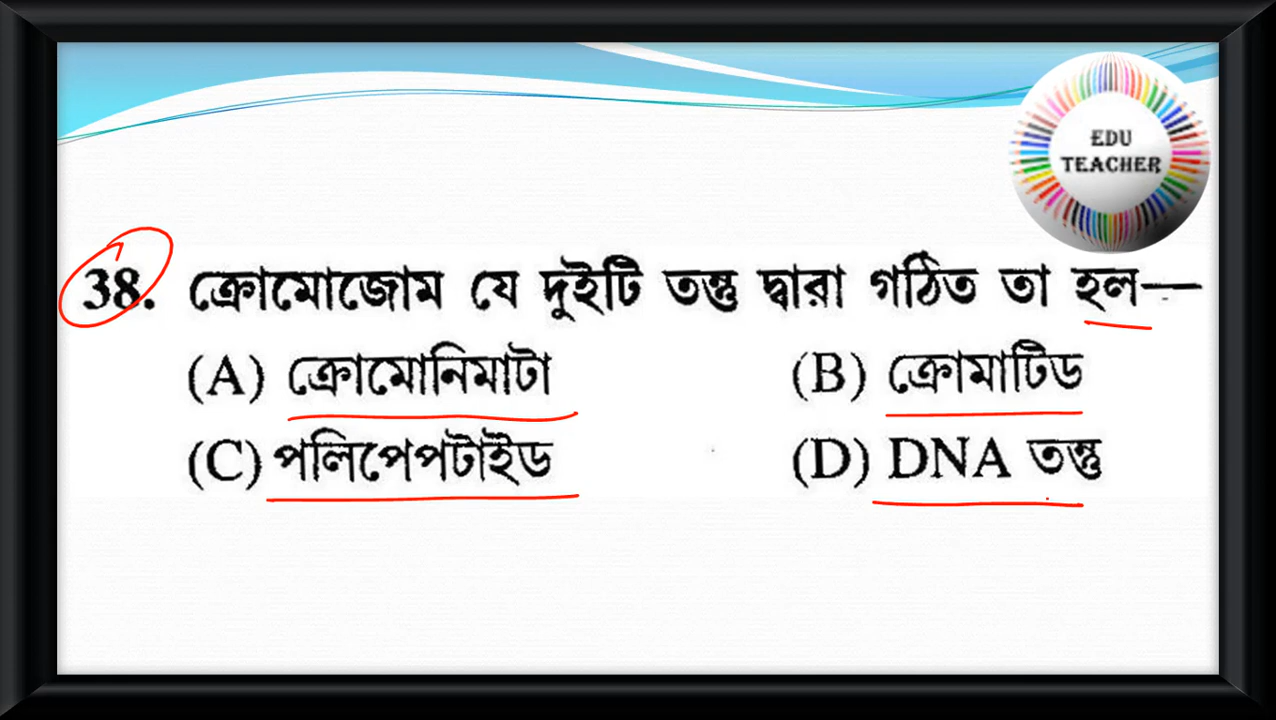 EDU
TEACHER
38. ক্রোমোজোম যে দুইটি তন্তু দ্বারা গঠিত তা হল—
(A) ক্রোমোনিমাটা (B) ক্রোমাটিড
(C) পলিপেপটাইড (D) DNA তন্তু